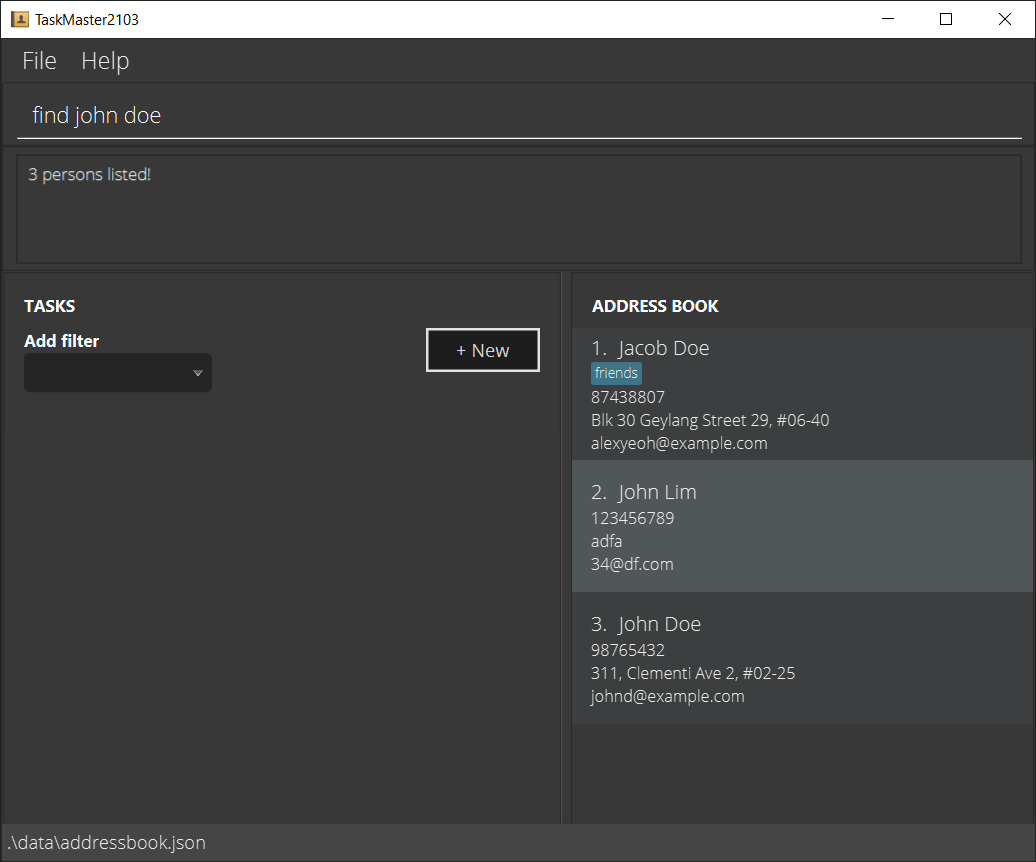 TaskMaster2103
File Help
find john doe
3 persons listed!
TASKS
Add filter
+ New
ADDRESS BOOK
1. Jacob Doe
friends
87438807
Blk 30 Geylang Street 29, #06-40
alexyeoh@example.com
2. John Lim
123456789
adfa
34@df.com
3. John Doe
98765432
311, Clementi Ave 2, #02-25
johnd@example.com
.\data\addressbook.json